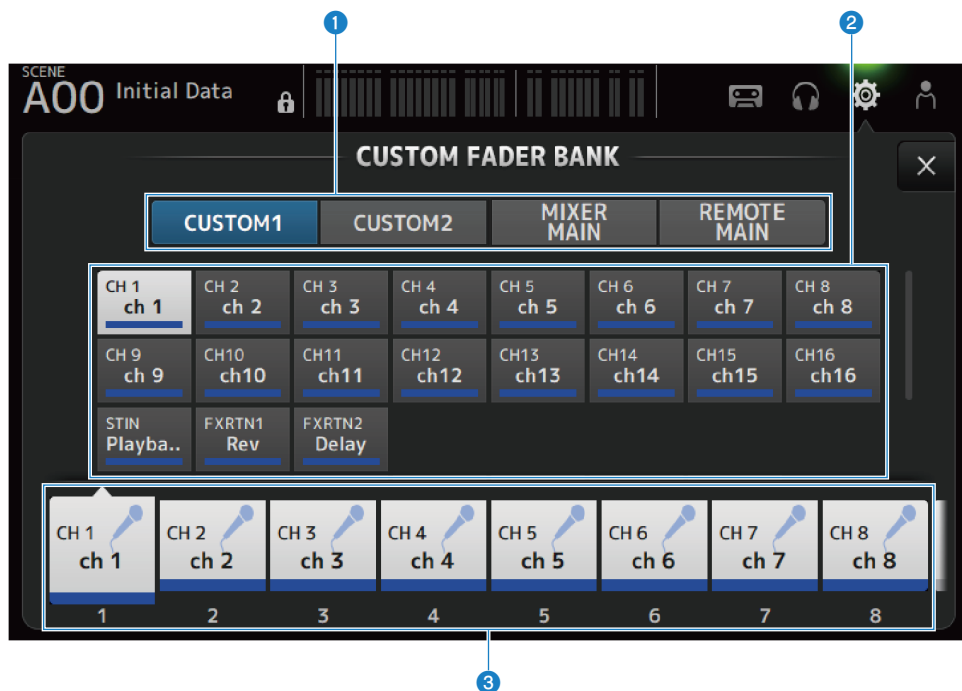 1 2
SCENE
A00 Initial Data
CUSTOM FADER BANK
CUSTOM1 CUSTOM2 MIXER MAIN REMOTE MAIN
CH 1 CH 2 CH 3 CH 4 CH 5 CH 6 CH 7 CH 8
ch 1 ch 2 ch 3 ch 4 ch 5 ch 6 ch 7 ch 8
CH 9 CH10 CH11 CH12 CH13 CH14 CH15 CH16
ch 9 ch10 ch11 ch12 ch13 ch14 ch15 ch16
STIN FXRTN1 FXRTN2
Playba.. Rev Delay
CH 1 CH 2 CH 3 CH 4 CH 5 CH 6 CH 7 CH 8
ch 1 ch 2 ch 3 ch 4 ch 5 ch 6 ch 7 ch 8
1 2 3 4 5 6 7 8
3